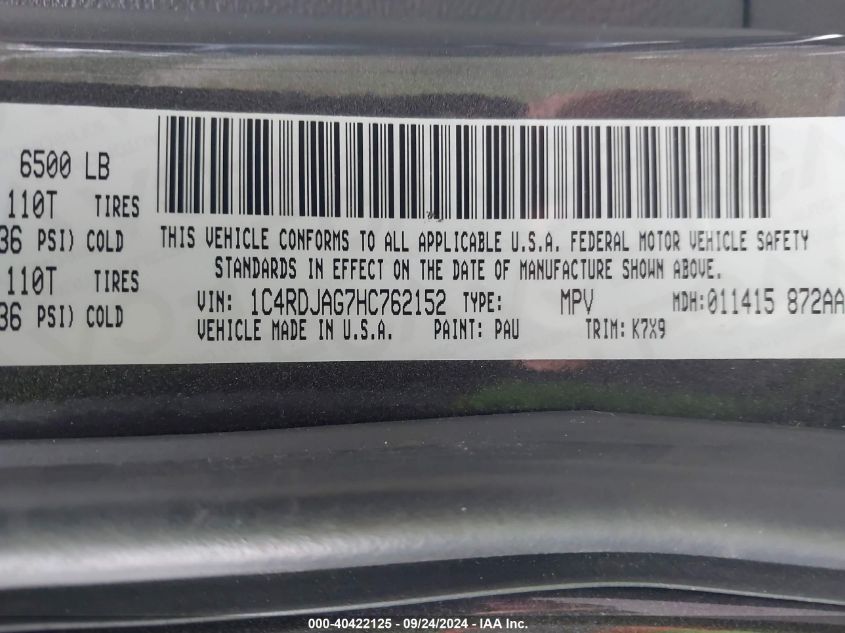 6500 LB
110T TIRES
36 PSI) COLD
110T TIRES
36 PSI) COLD
THIS VEHICLE CONFORMS TO ALL APPLICABLE U.S.A. FEDERAL MOTOR VEHICLE SAFETY
STANDARDS IN EFFECT ON THE DATE OF MANUFACTURE SHOWN ABOVE.
VIN: 1C4RDJAG7HC762152 TYPE: MPV MDH:011415 872AA
VEHICLE MADE IN U.S.A. PAINT: PAU TRIM: K7X9
000-40422125 - 09/24/2024 - IAA Inc.